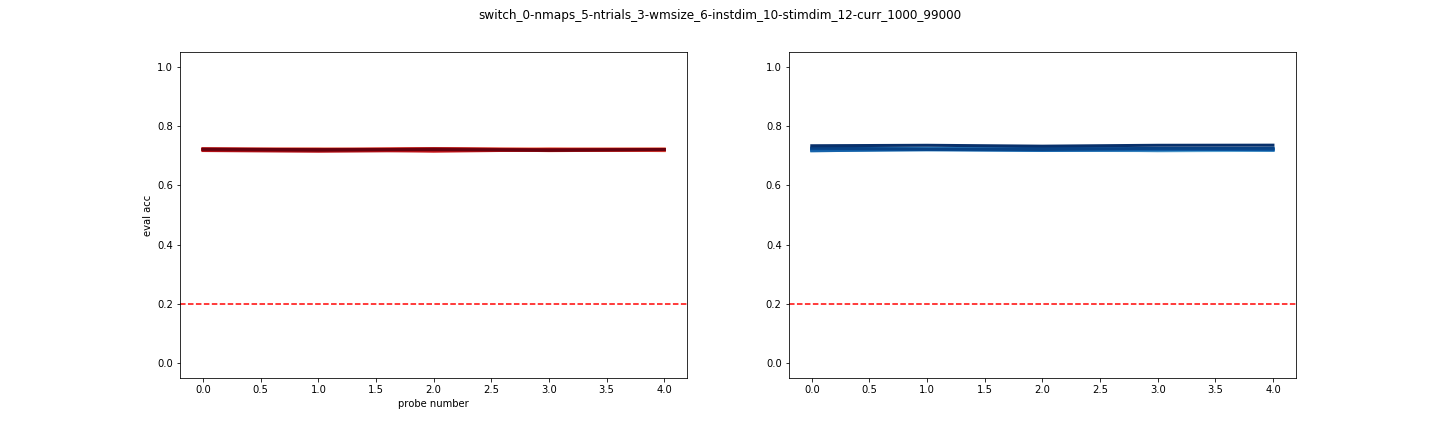 switch_0-nmaps_5-ntrials_3-wmsize_6-instdim_10-stimdim_12-curr_1000_99000
eval acc
1.0
0.8
0.6
0.4
0.2
0.0
0.0 0.5 1.0 1.5 2.0 2.5 3.0 3.5 4.0
probe number
1.0
0.8
0.6
0.4
0.2
0.0
0.0 0.5 1.0 1.5 2.0 2.5 3.0 3.5 4.0